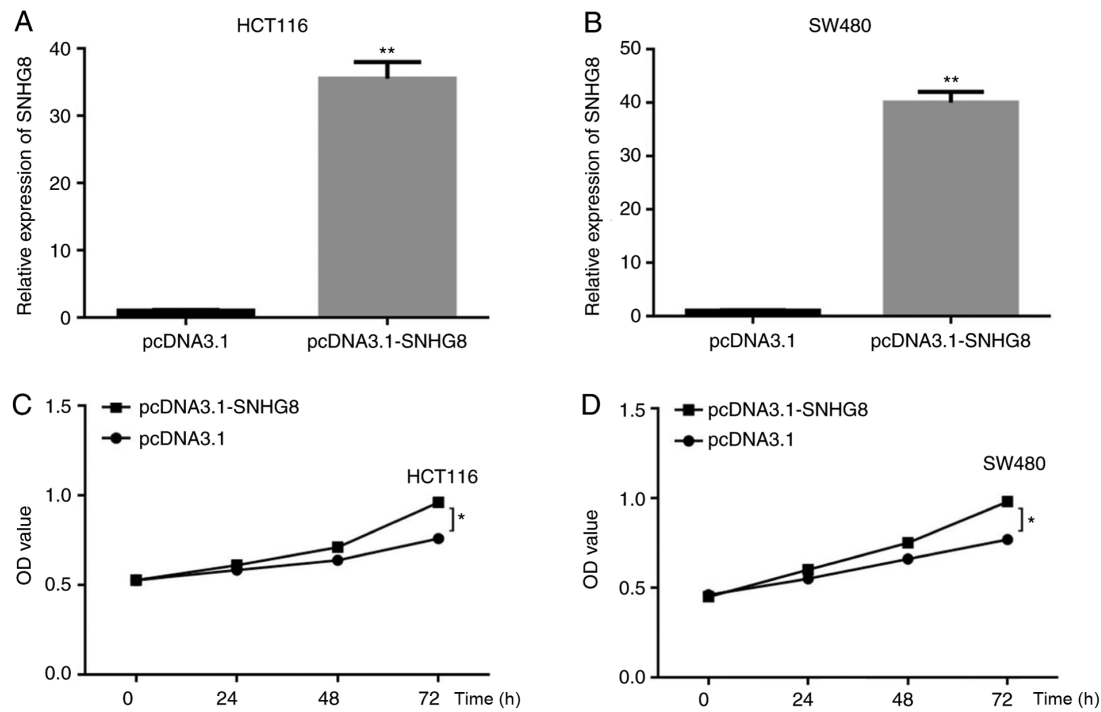 A
HCT116
Relative expression of SNHG8
40
30
20
10
0
**
pcDNA3.1
pcDNA3.1-SNHG8
B
SW480
Relative expression of SNHG8
50
40
30
20
10
0
**
pcDNA3.1
pcDNA3.1-SNHG8
C
pcDNA3.1-SNHG8
pcDNA3.1
HCT116
OD value
1.5
1.0
0.5
0.0
*
0 24 48 72 Time (h)
D
pcDNA3.1-SNHG8
pcDNA3.1
SW480
OD value
1.5
1.0
0.5
0.0
*
0 24 48 72 Time (h)